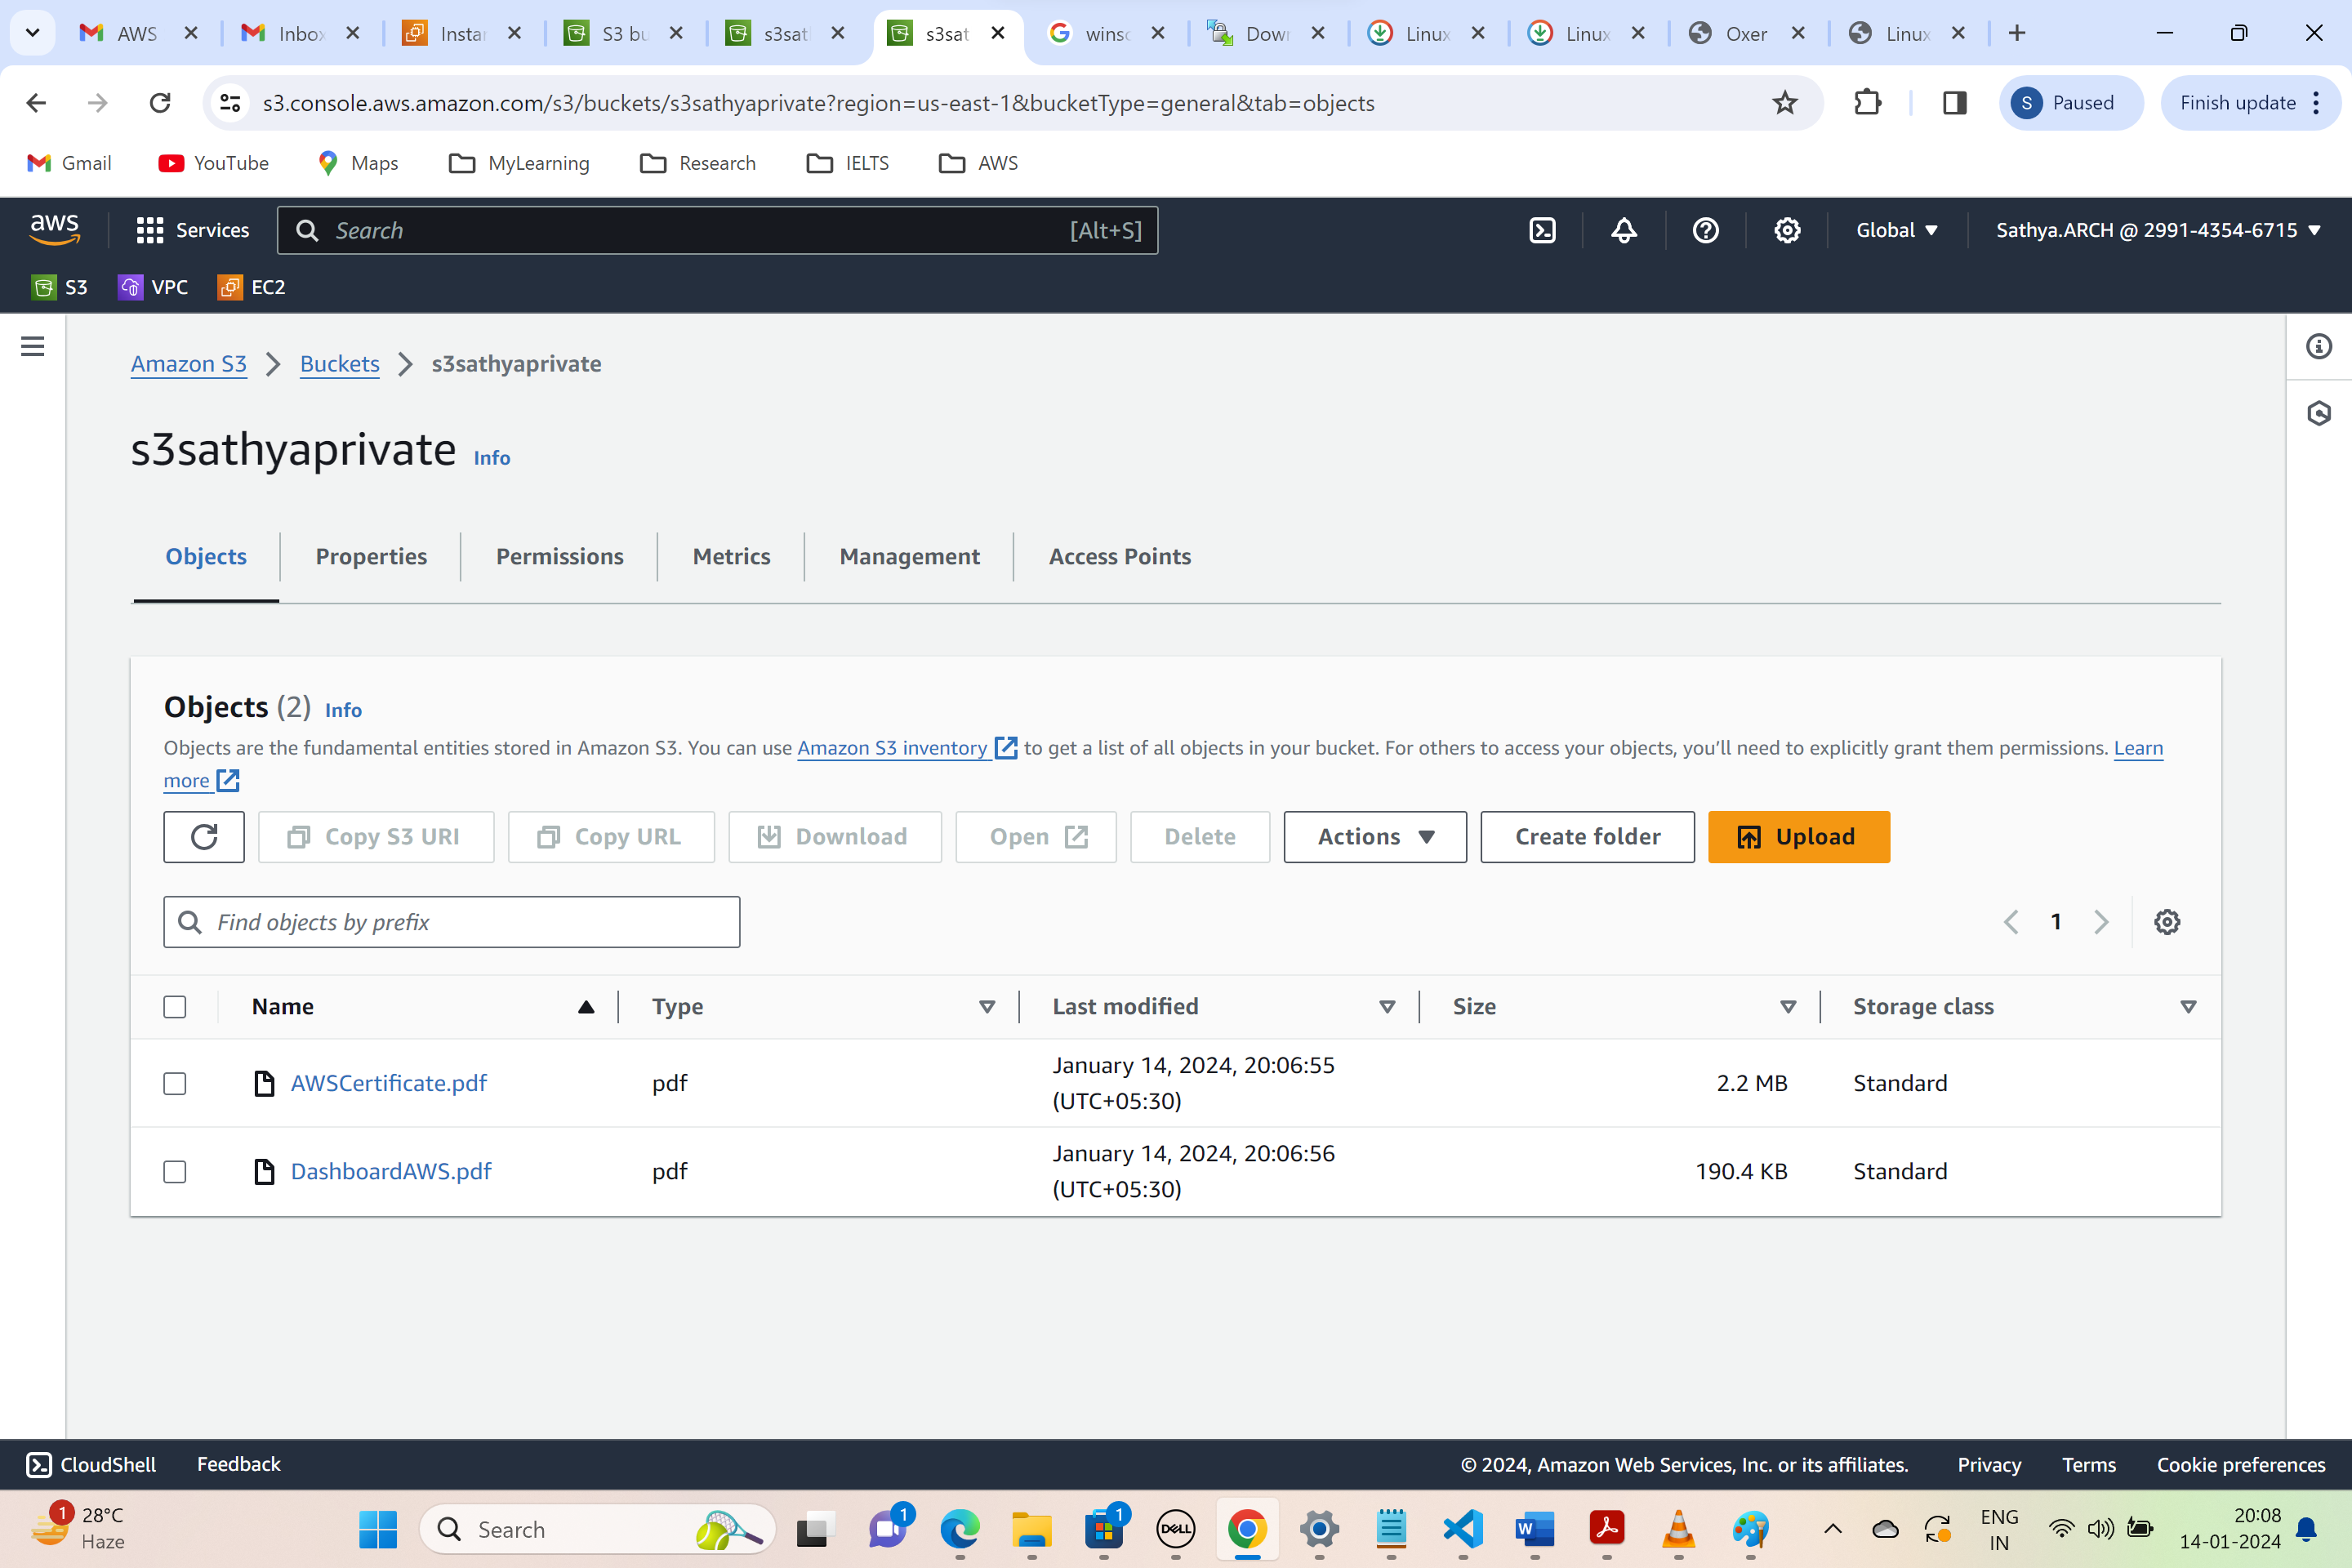 AWS
Inbox
Instar
S3 bu
s3sat
s3sat
winsc
Dowr
Linux
Linux
Oxer
Linux
s3.console.aws.amazon.com/s3/buckets/s3sathyaprivate?region=us-east-1&bucketType=general&tab=objects
S
Paused
Finish update
Gmail
YouTube
Maps
MyLearning
Research
IELTS
AWS
aws
Services
Search
[Alt+S]
Global
Sathya.ARCH @ 2991-4354-6715
S3
VPC
EC2
Amazon S3
Buckets
s3sathyaprivate
s3sathyaprivate Info
Objects
Properties
Permissions
Metrics
Management
Access Points
Objects (2) Info
Objects are the fundamental entities stored in Amazon S3. You can use Amazon S3 inventory to get a list of all objects in your bucket. For others to access your objects, you’ll need to explicitly grant them permissions. Learn
more
Copy S3 URI
Copy URL
Download
Open
Delete
Actions
Create folder
Upload
Find objects by prefix
1
Name
Type
Last modified
Size
Storage class
AWSCertificate.pdf
pdf
January 14, 2024, 20:06:55
(UTC+05:30)
2.2 MB
Standard
DashboardAWS.pdf
pdf
January 14, 2024, 20:06:56
(UTC+05:30)
190.4 KB
Standard
CloudShell
Feedback
© 2024, Amazon Web Services, Inc. or its affiliates.
Privacy
Terms
Cookie preferences
1
28°C
Haze
Search
1
1
DELL
W
ENG
IN
20:08
14-01-2024